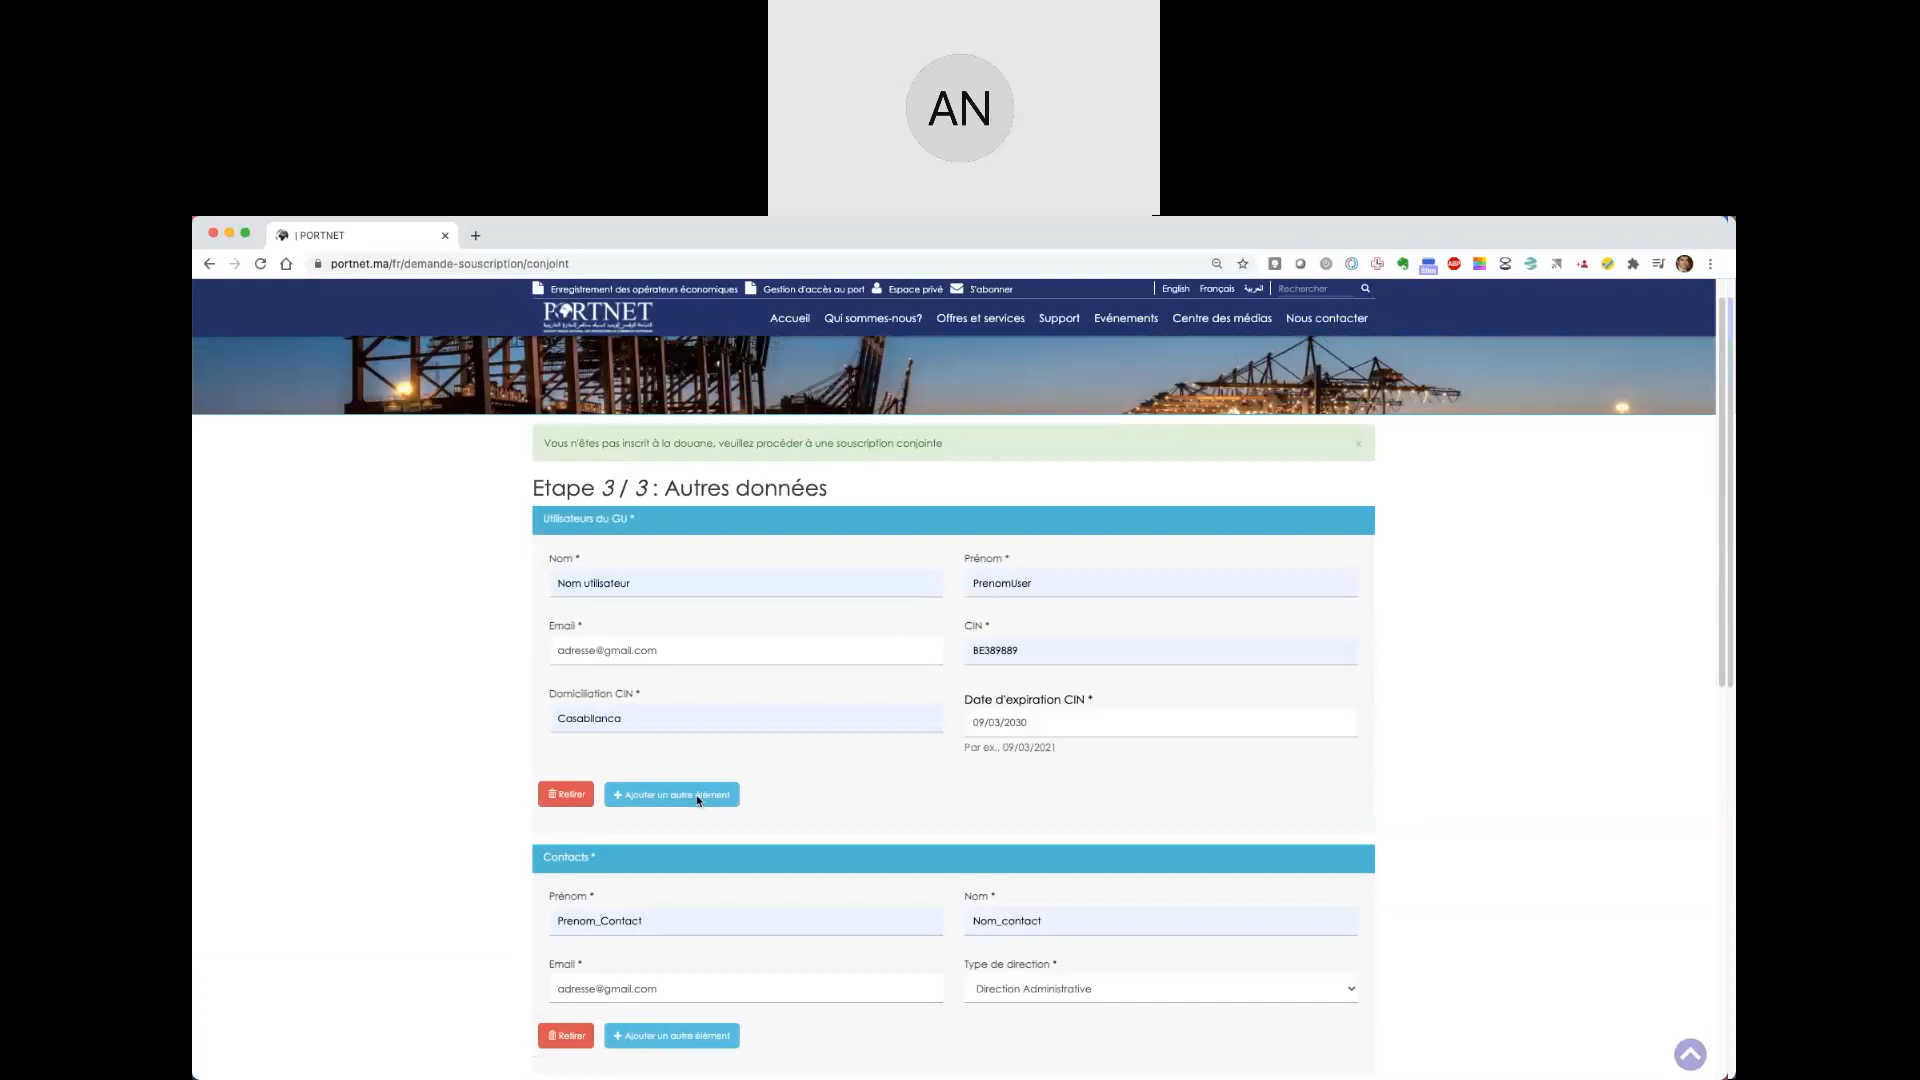 AN
| PORTNET
portnet.ma/fr/demande-souscription/conjoint
ABP
Enregistrement des opérateurs économiques Gestion d'accès au port Espace privé S'abonner English Français العربية Rechercher
PORTNET
Accueil Qui sommes-nous? Offres et services Support Evénements Centre des médias Nous contacter
Vous n'êtes pas inscrit à la douane, veuillez procéder à une souscription conjointe ×
Etape 3 / 3 : Autres données
Utilisateurs du GU *
Nom * Prénom *
Nom utilisateur PrenomUser
Email * CIN *
adresse@gmail.com BE389889
Domiciliation CIN * Date d'expiration CIN *
Casabllanca 09/03/2030
Par ex., 09/03/2021
Retirer + Ajouter un autre élément
Contacts *
Prénom * Nom *
Prenom_Contact Nom_contact
Email * Type de direction *
adresse@gmail.com Direction Administrative
Retirer + Ajouter un autre élément